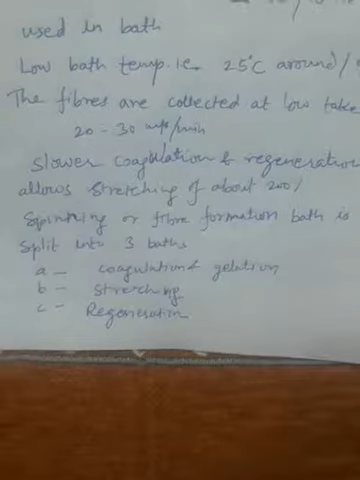 used in bath
Low bath temp. i.e. 25°C around
The fibres are collected at low take
20 - 30 mts/min
Slower coagulation & regeneration
allows stretching of about 200%
Spinning or fibre formation bath is
split into 3 baths
a - coagulation & gelation
b - stretching
c - Regeneration